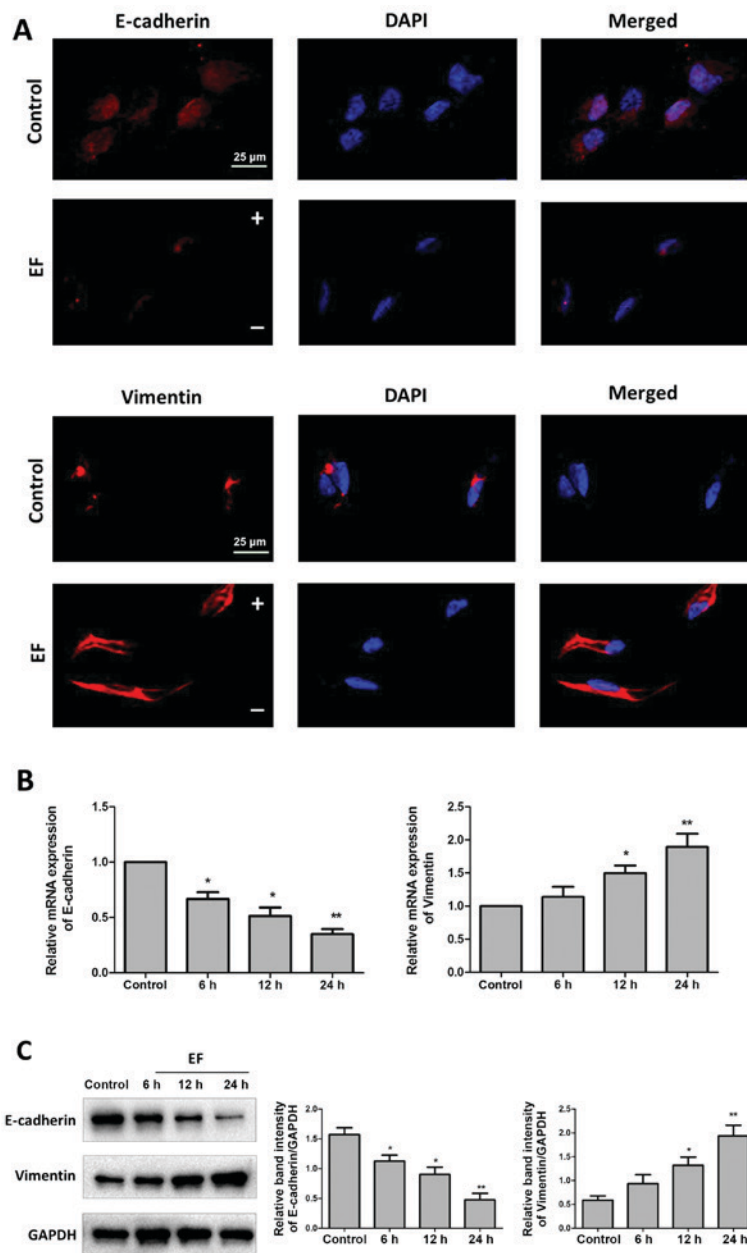 A
E-cadherin DAPI Merged
Control
25 μm
EF
+
−
Vimentin DAPI Merged
Control
25 μm
EF
+
−
B
Relative mRNA expression
of E-cadherin
1.5
1.0
0.5
0.0
* * **
Control 6 h 12 h 24 h
Relative mRNA expression
of Vimentin
2.5
2.0
1.5
1.0
0.5
0.0
* **
Control 6 h 12 h 24 h
C
EF
Control 6 h 12 h 24 h
E-cadherin
Vimentin
GAPDH
Relative band intensity
of E-cadherin/GAPDH
2.0
1.5
1.0
0.5
0.0
* * **
Control 6 h 12 h 24 h
Relative band intensity
of Vimentin/GAPDH
2.5
2.0
1.5
1.0
0.5
0.0
* **
Control 6 h 12 h 24 h